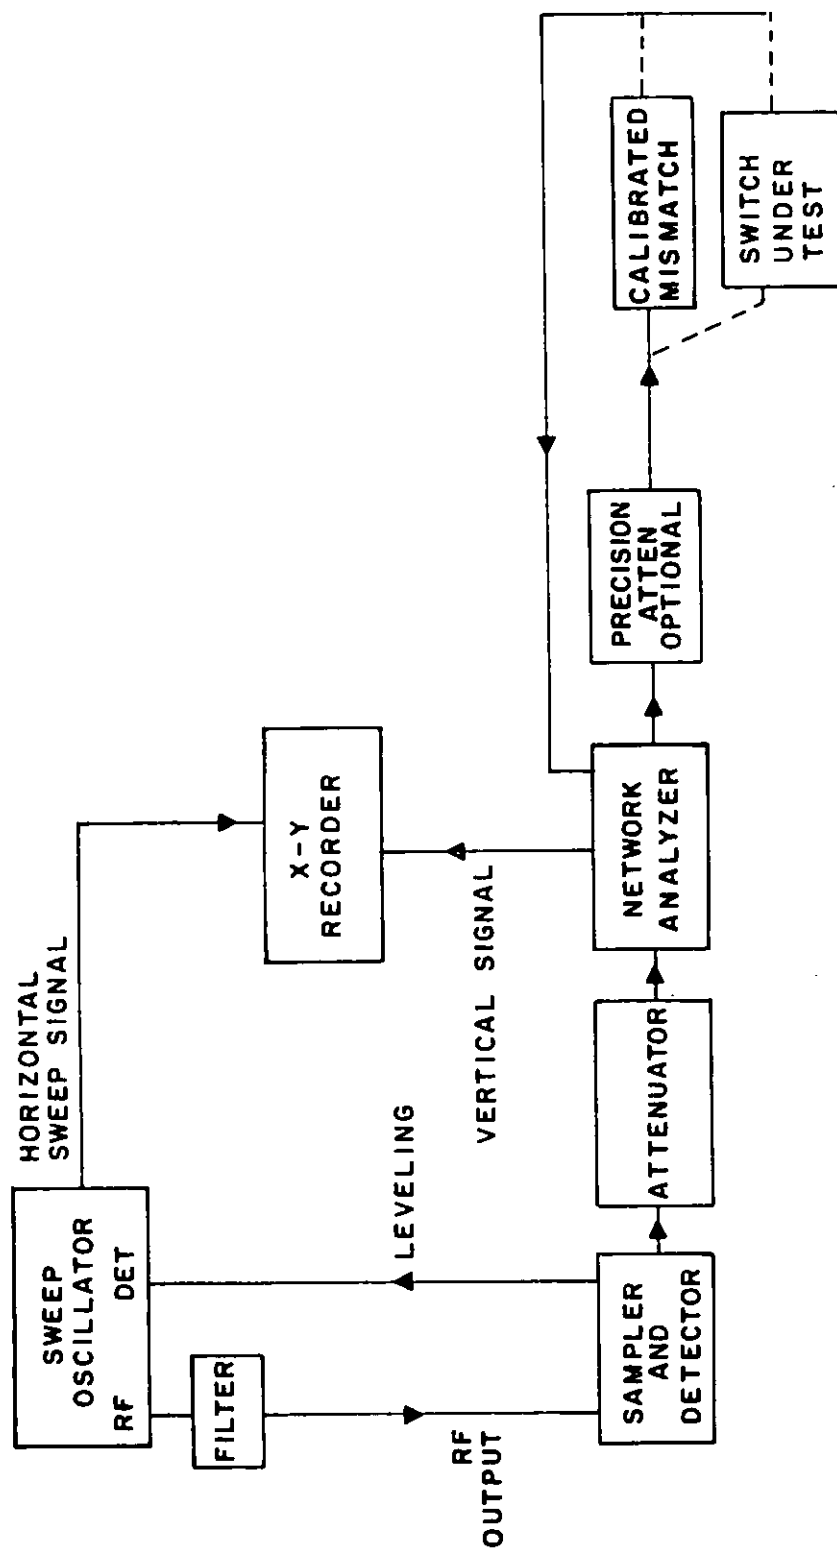 SWEEP
OSCILLATOR
RF DET
HORIZONTAL
SWEEP SIGNAL
FILTER
LEVELING
X-Y
RECORDER
VERTICAL SIGNAL
RF
OUTPUT
SAMPLER
AND
DETECTOR
ATTENUATOR
NETWORK
ANALYZER
PRECISION
ATTEN
OPTIONAL
CALIBRATED
MISMATCH
SWITCH
UNDER
TEST